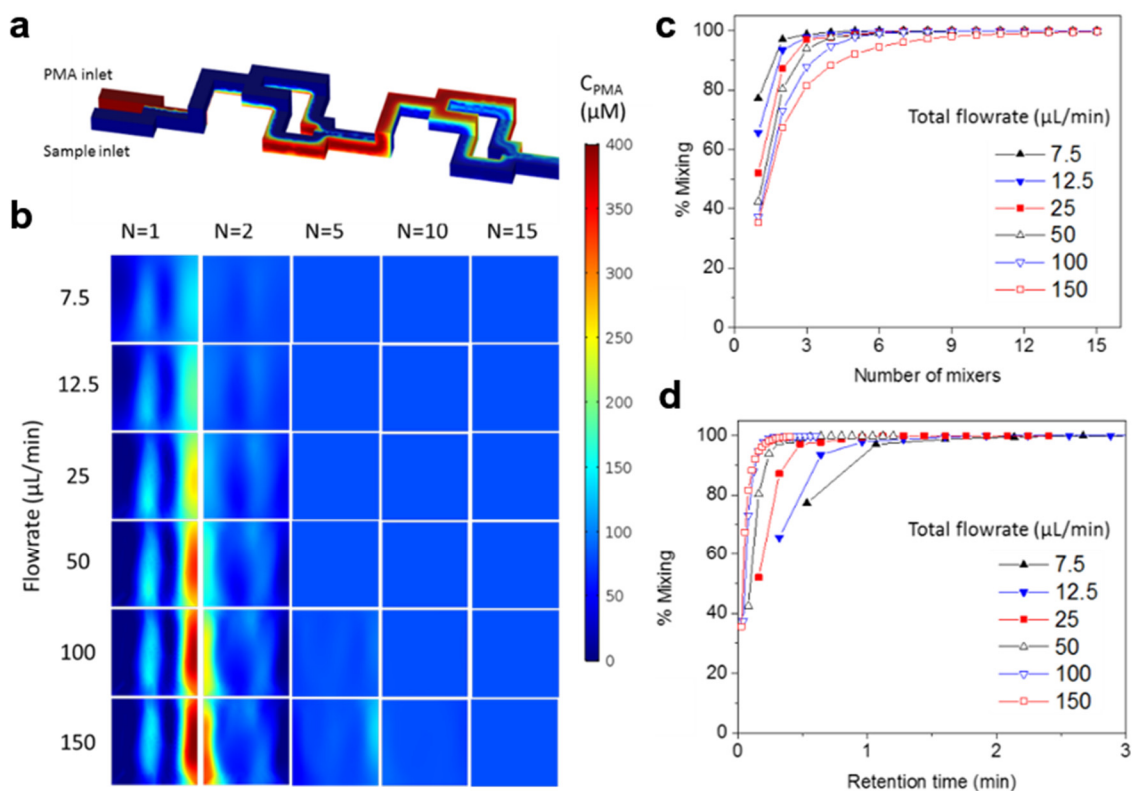 a
PMA inlet
Sample inlet
C_PMA
(µM)
400
350
300
250
200
150
100
50
0
b
N=1 N=2 N=5 N=10 N=15
Flowrate (µL/min)
7.5
12.5
25
50
100
150
c
% Mixing
100
80
60
40
20
0
Total flowrate (µL/min)
7.5
12.5
25
50
100
150
0 3 6 9 12 15
Number of mixers
d
% Mixing
100
80
60
40
20
0
Total flowrate (µL/min)
7.5
12.5
25
50
100
150
0 1 2 3
Retention time (min)